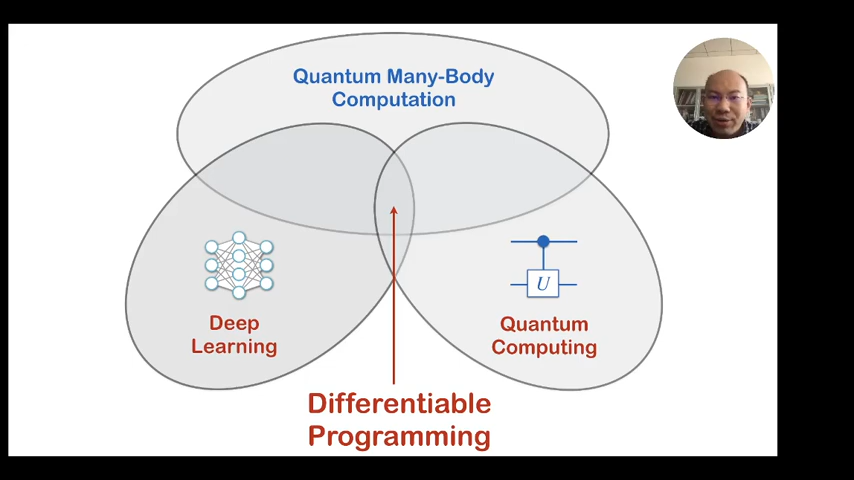 Quantum Many-Body
Computation
Deep
Learning
U
Quantum
Computing
Differentiable
Programming